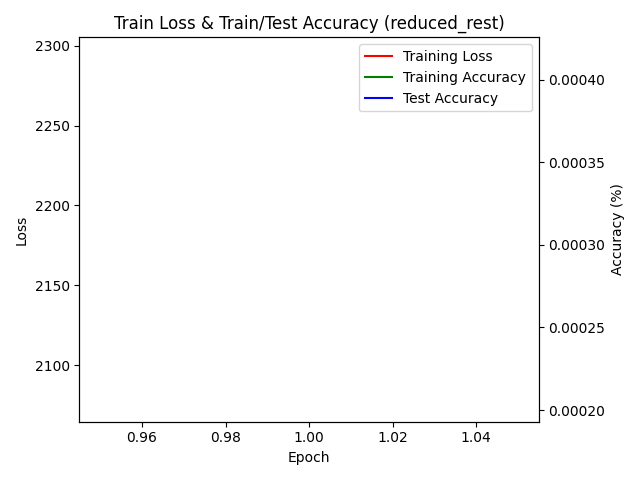 Train Loss & Train/Test Accuracy (reduced_rest)
2300
2250
2200
2150
2100
Loss
Training Loss
Training Accuracy
Test Accuracy
0.00040
0.00035
0.00030
0.00025
0.00020
Accuracy (%)
0.96 0.98 1.00 1.02 1.04
Epoch